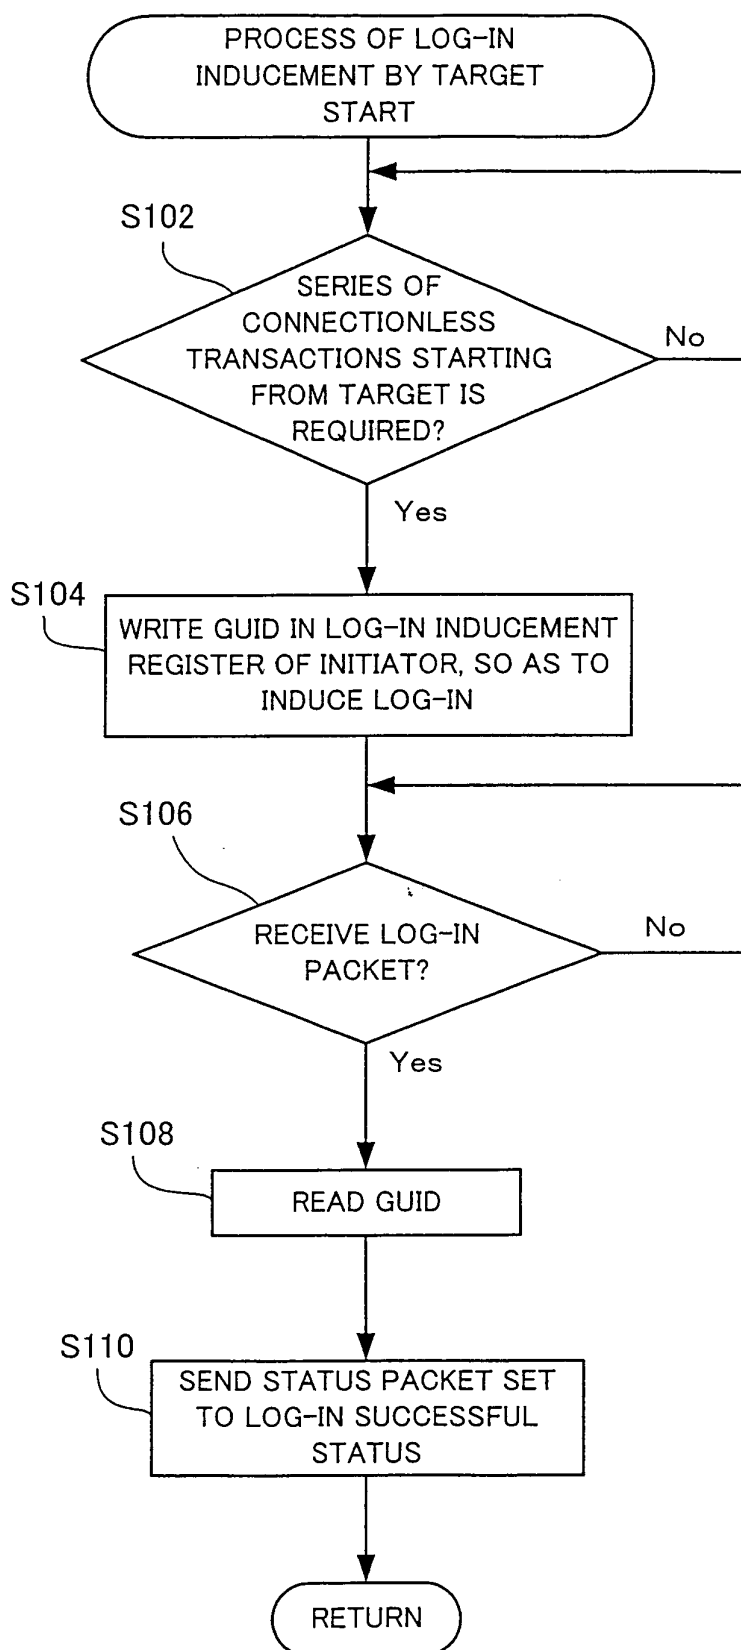 PROCESS OF LOG-IN
INDUCEMENT BY TARGET
START
S102
SERIES OF
CONNECTIONLESS
TRANSACTIONS STARTING
FROM TARGET IS
REQUIRED?
No
Yes
S104
WRITE GUID IN LOG-IN INDUCEMENT
REGISTER OF INITIATOR, SO AS TO
INDUCE LOG-IN
S106
RECEIVE LOG-IN
PACKET?
No
Yes
S108
READ GUID
S110
SEND STATUS PACKET SET
TO LOG-IN SUCCESSFUL
STATUS
RETURN